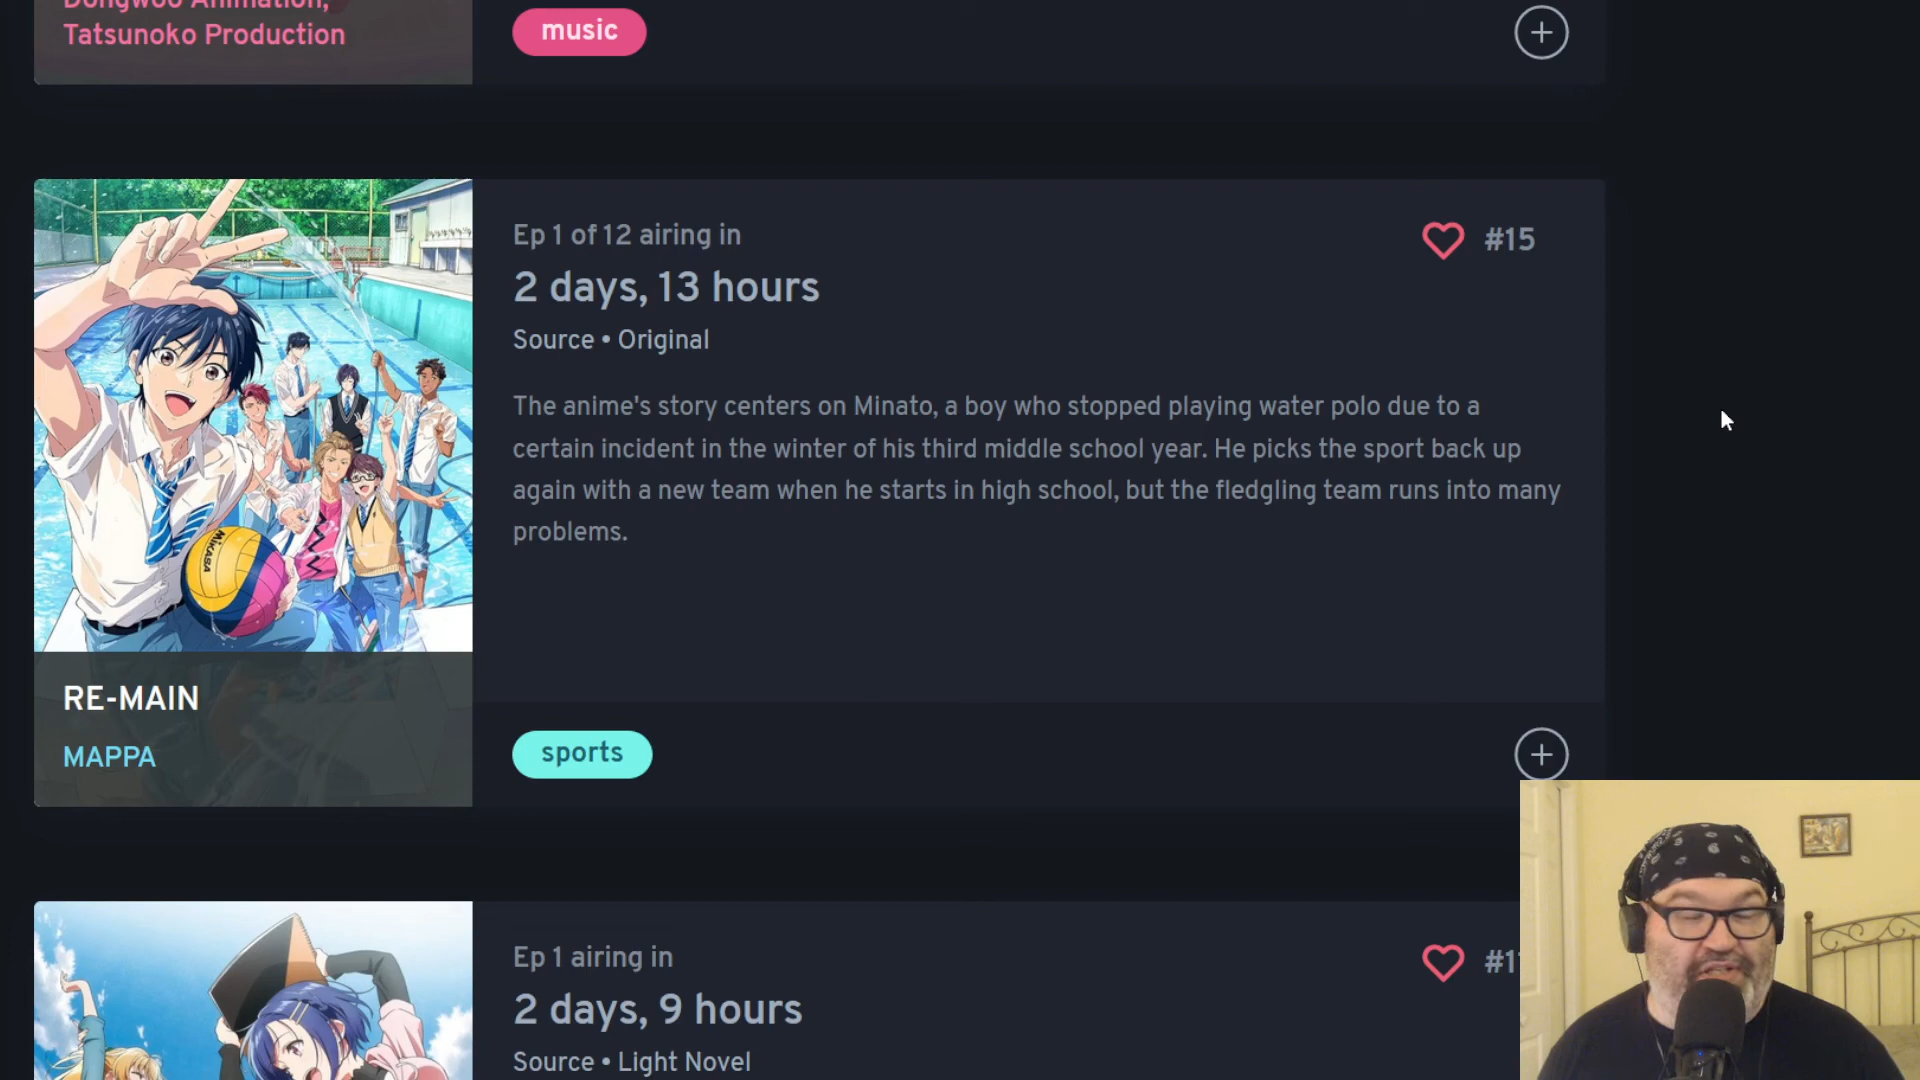 Dongwoo Animation,
Tatsunoko Production
music
Ep 1 of 12 airing in
#15
2 days, 13 hours
Source • Original
The anime's story centers on Minato, a boy who stopped playing water polo due to a
certain incident in the winter of his third middle school year. He picks the sport back up
again with a new team when he starts in high school, but the fledgling team runs into many
problems.
MIKASA
RE-MAIN
MAPPA
sports
Ep 1 airing in
2 days, 9 hours
Source • Light Novel